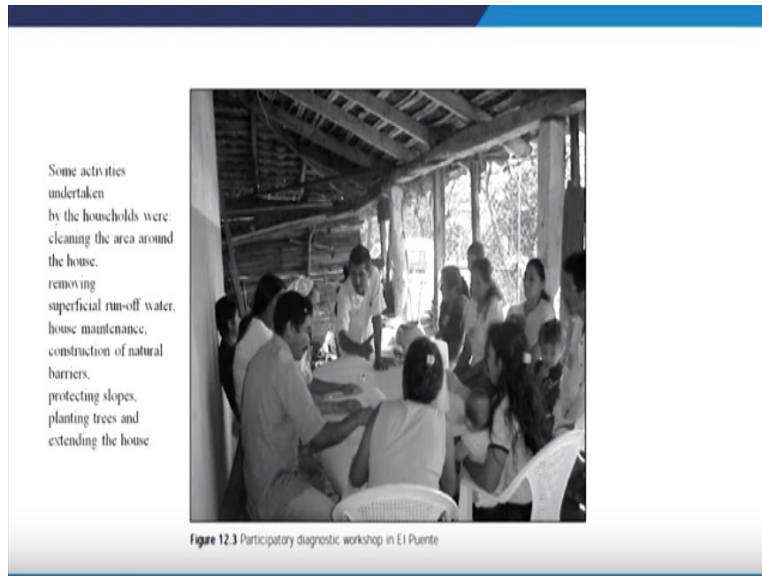 Some activities
undertaken
by the households were:
cleaning the area around
the house,
removing
superficial run-off water,
house maintenance,
construction of natural
barriers,
protecting slopes,
planting trees and
extending the house
Figure 12.3 Participatory diagnostic workshop in El Puente